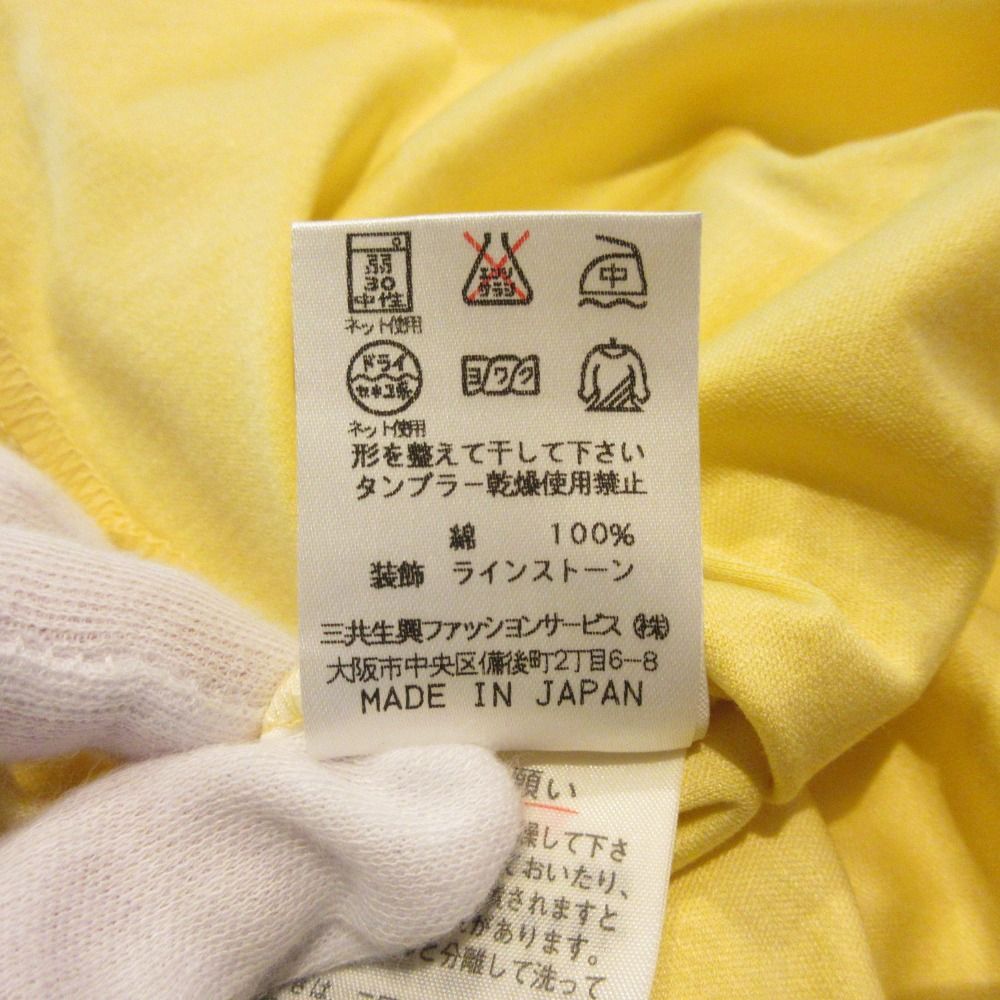 弱
30
中性
ネット使用
エンソ
サラシ
中
ドライ
セキユ系
ネット使用
ヨワク
形を整えて干して下さい
タンブラー乾燥使用禁止
綿 100%
装飾 ラインストーン
三共生興ファッションサービス㈱
大阪市中央区備後町2丁目6-8
MADE IN JAPAN
願い
燥して下さ
ておいたり、
されますと
があります。
と分離して洗って